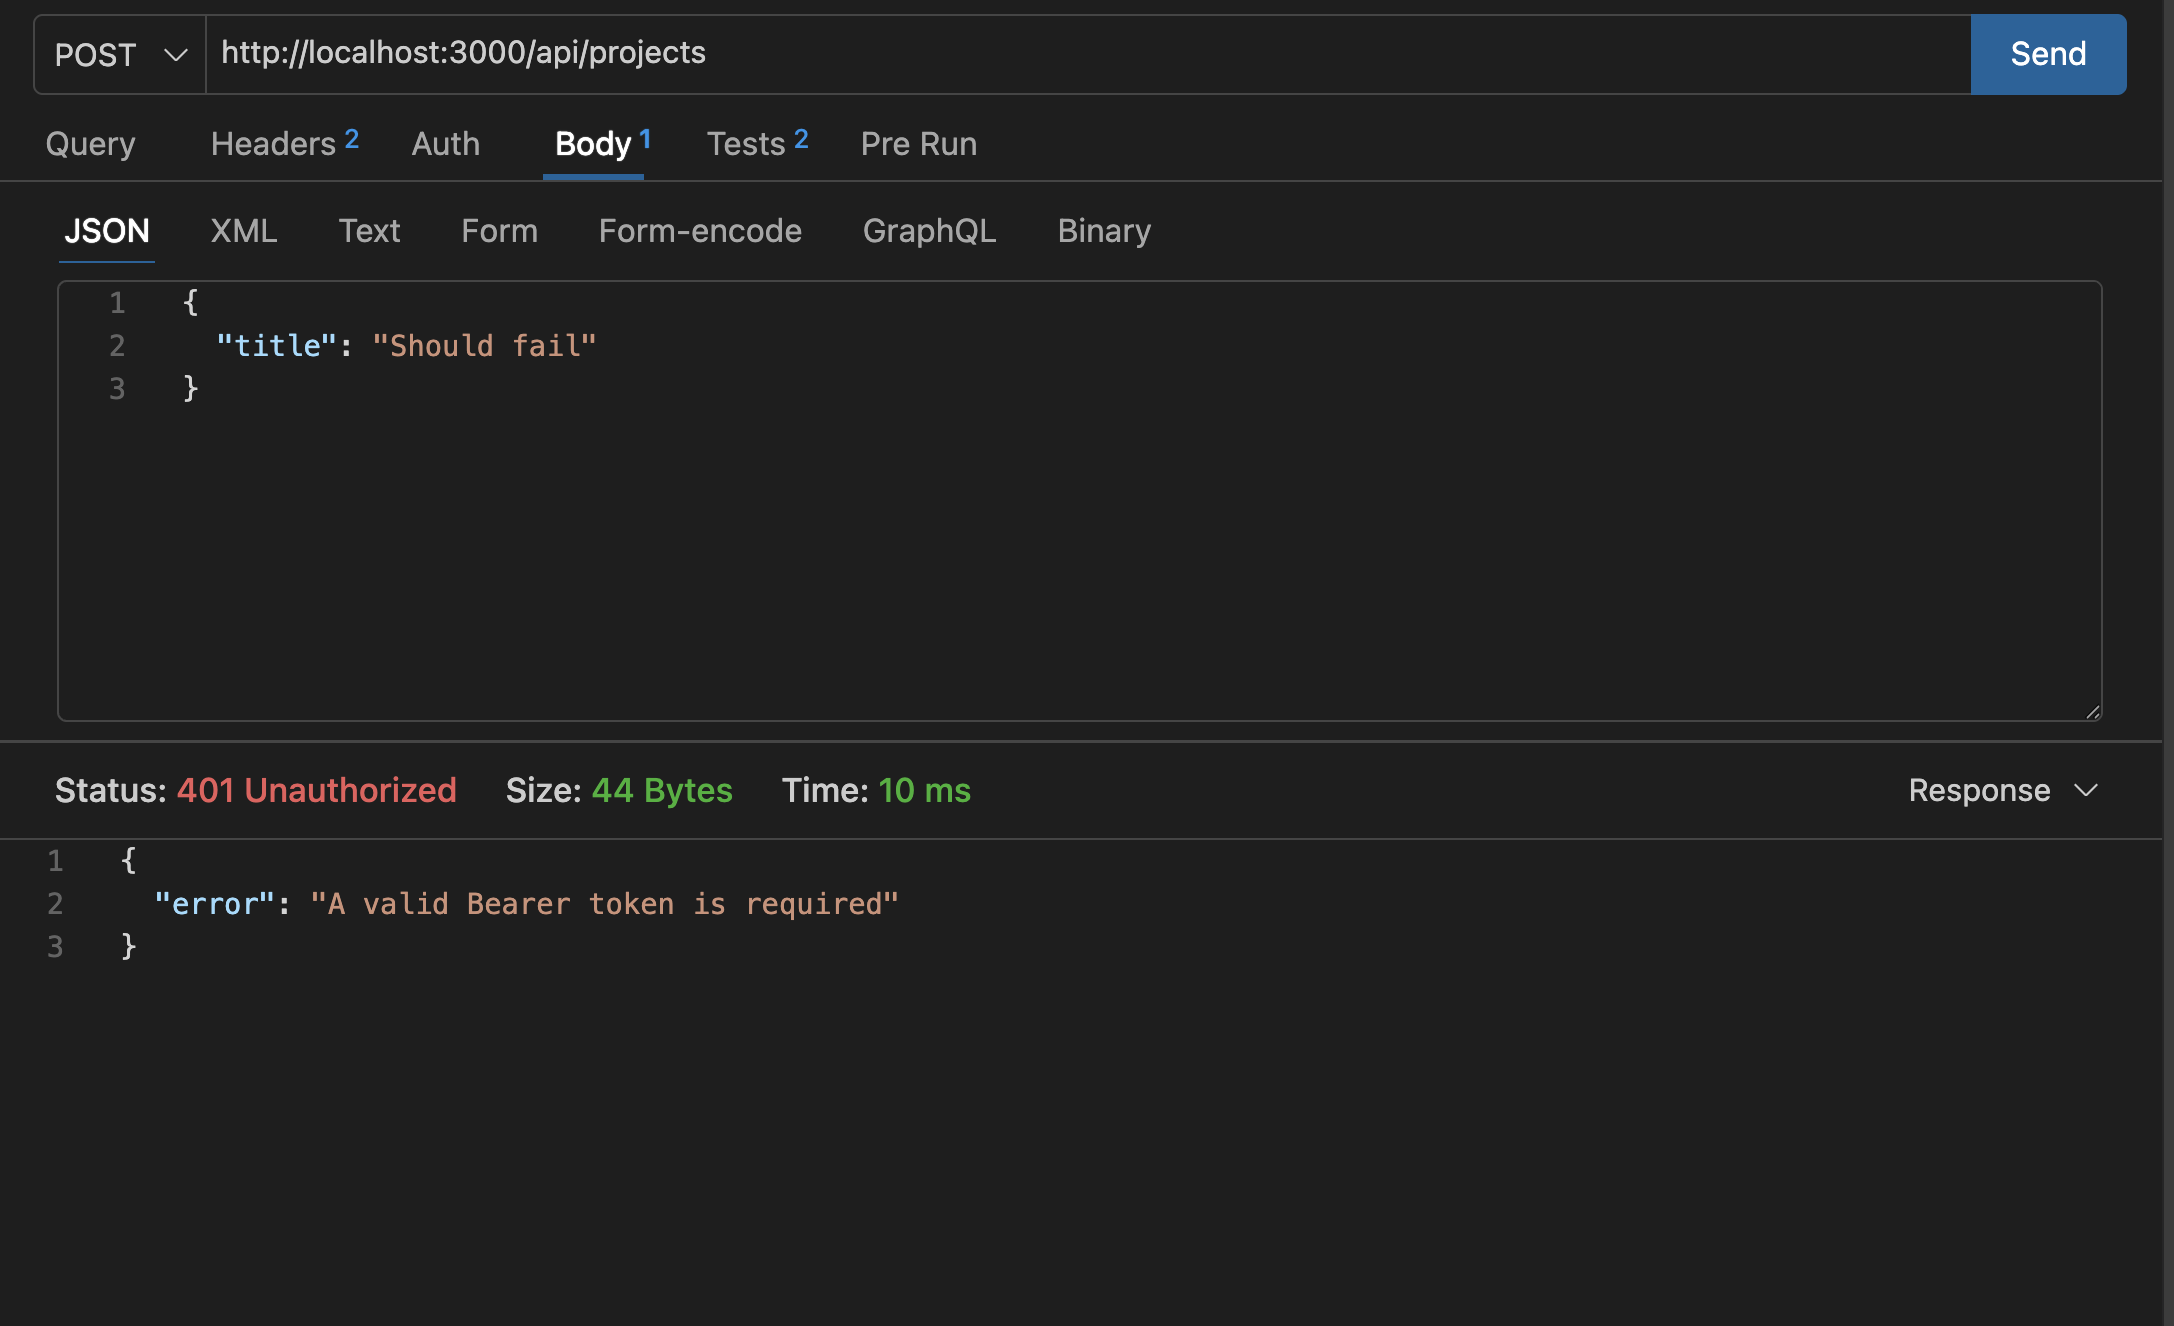 POST http://localhost:3000/api/projects Send
Query Headers 2 Auth Body 1 Tests 2 Pre Run
JSON XML Text Form Form-encode GraphQL Binary
1 {
2 "title": "Should fail"
3 }
Status: 401 Unauthorized Size: 44 Bytes Time: 10 ms Response
1 {
2 "error": "A valid Bearer token is required"
3 }